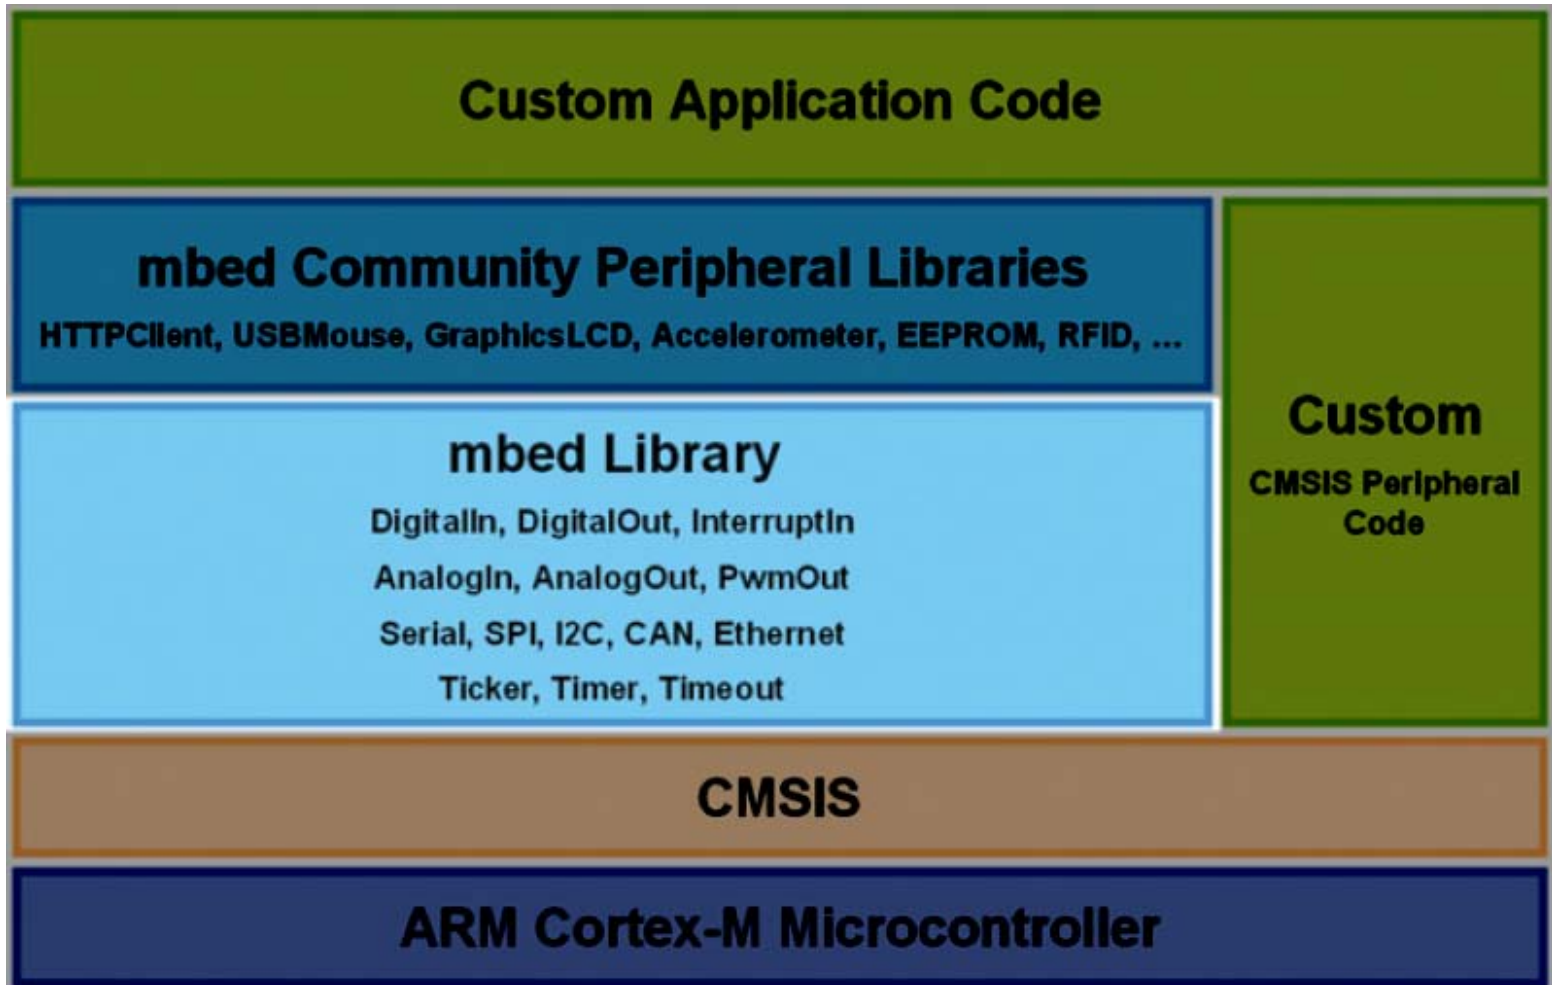 Custom Application Code
mbed Community Peripheral Libraries
HTTPClient, USBMouse, GraphicsLCD, Accelerometer, EEPROM, RFID, ...
mbed Library
DigitalIn, DigitalOut, InterruptIn
AnalogIn, AnalogOut, PwmOut
Serial, SPI, I2C, CAN, Ethernet
Ticker, Timer, Timeout
Custom
CMSIS Peripheral
Code
CMSIS
ARM Cortex-M Microcontroller